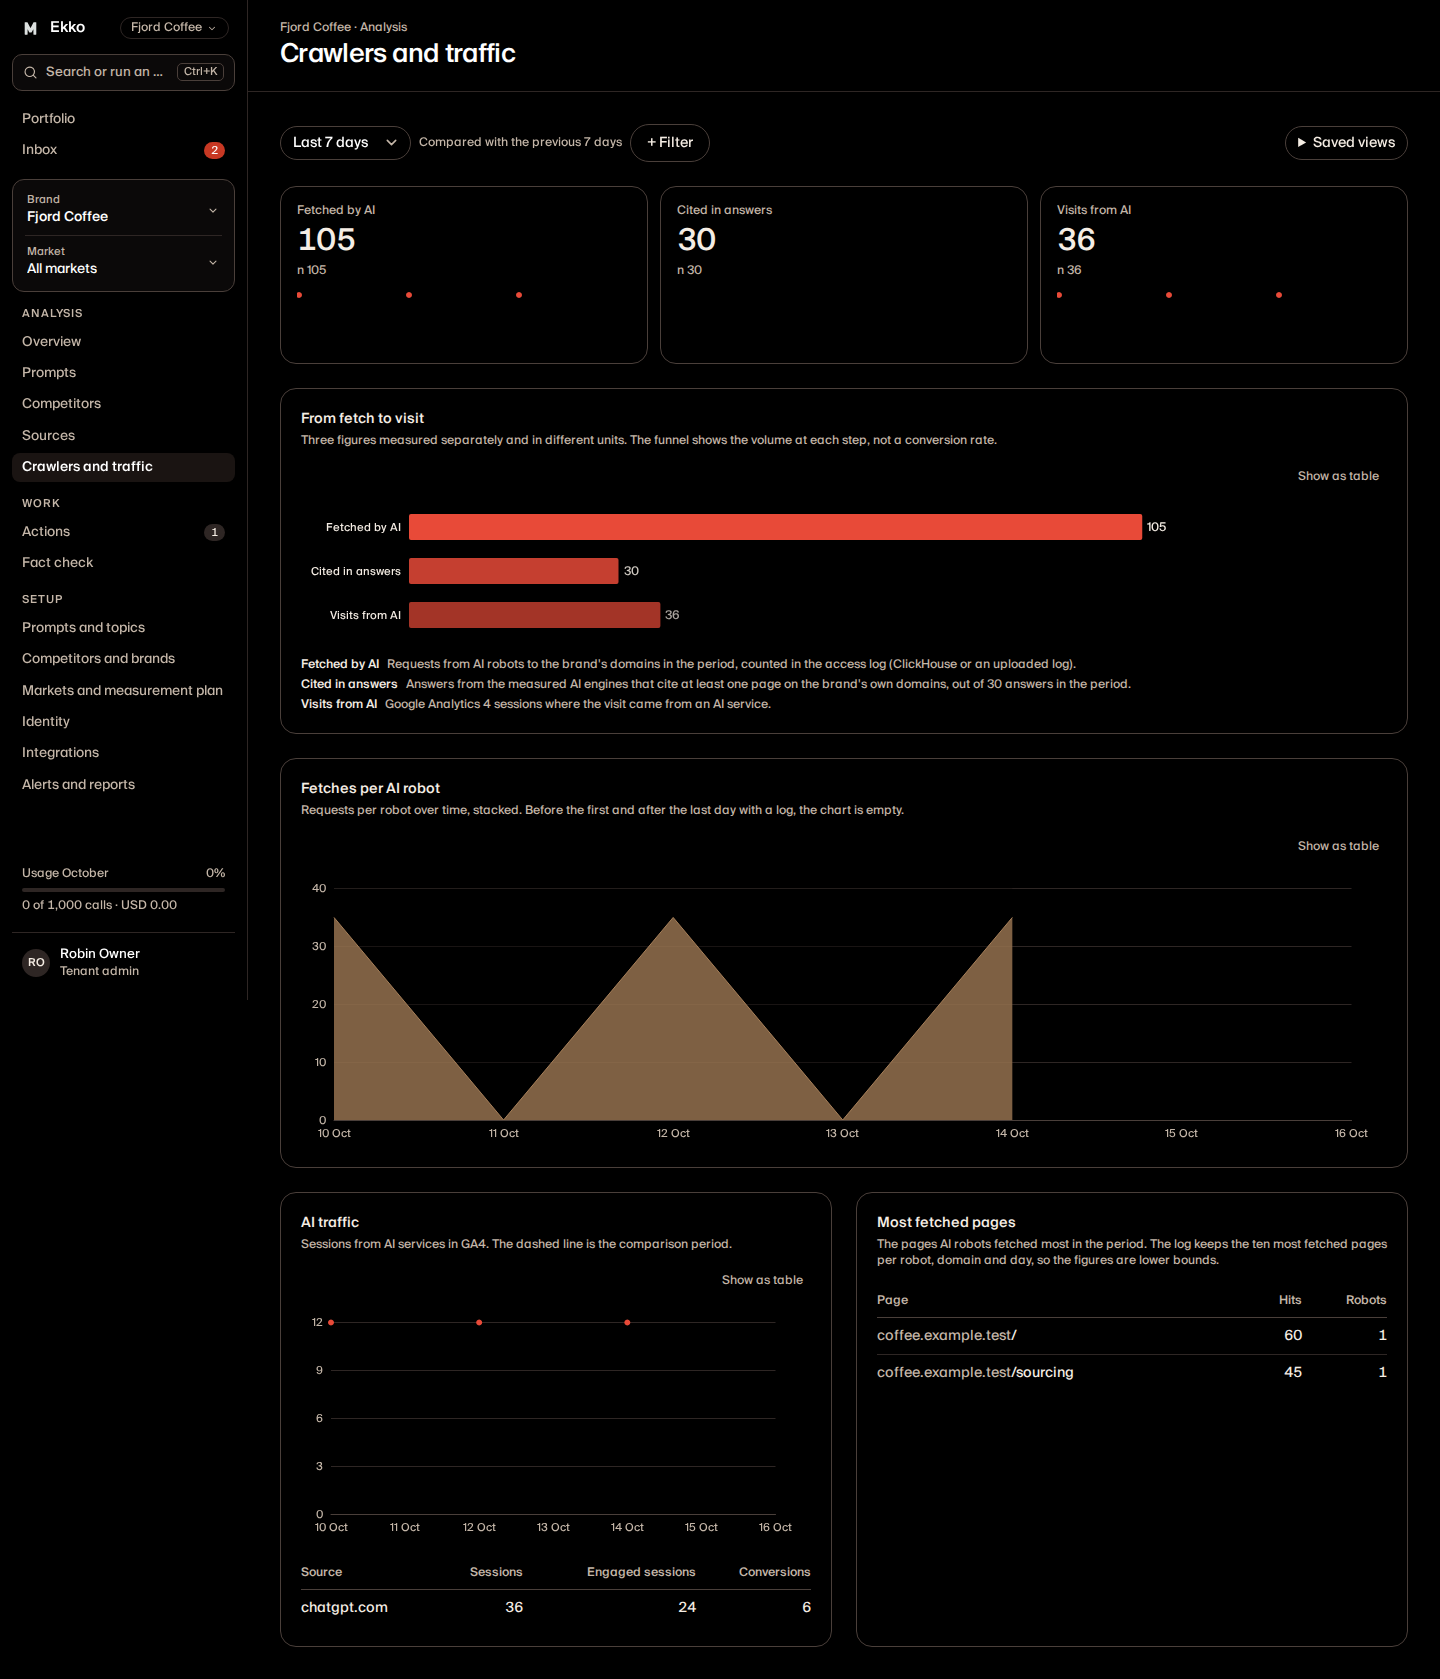 Ekko
Fjord Coffee
Search or run an ...
Ctrl+K
Portfolio
Inbox
2
Brand
Fjord Coffee
Market
All markets
ANALYSIS
Overview
Prompts
Competitors
Sources
Crawlers and traffic
WORK
Actions
1
Fact check
SETUP
Prompts and topics
Competitors and brands
Markets and measurement plan
Identity
Integrations
Alerts and reports
Usage October
0%
0 of 1,000 calls · USD 0.00
RO
Robin Owner
Tenant admin
Fjord Coffee · Analysis
Crawlers and traffic
Last 7 days
Compared with the previous 7 days
+ Filter
Saved views
Fetched by AI
105
n 105
Cited in answers
30
n 30
Visits from AI
36
n 36
From fetch to visit
Three figures measured separately and in different units. The funnel shows the volume at each step, not a conversion rate.
Show as table
Fetched by AI
105
Cited in answers
30
Visits from AI
36
Fetched by AI Requests from AI robots to the brand's domains in the period, counted in the access log (ClickHouse or an uploaded log).
Cited in answers Answers from the measured AI engines that cite at least one page on the brand's own domains, out of 30 answers in the period.
Visits from AI Google Analytics 4 sessions where the visit came from an AI service.
Fetches per AI robot
Requests per robot over time, stacked. Before the first and after the last day with a log, the chart is empty.
Show as table
40
30
20
10
0
10 Oct 11 Oct 12 Oct 13 Oct 14 Oct 15 Oct 16 Oct
AI traffic
Sessions from AI services in GA4. The dashed line is the comparison period.
Show as table
12
9
6
3
0
10 Oct 11 Oct 12 Oct 13 Oct 14 Oct 15 Oct 16 Oct
Source Sessions Engaged sessions Conversions
chatgpt.com 36 24 6
Most fetched pages
The pages AI robots fetched most in the period. The log keeps the ten most fetched pages
per robot, domain and day, so the figures are lower bounds.
Page Hits Robots
coffee.example.test/ 60 1
coffee.example.test/sourcing 45 1